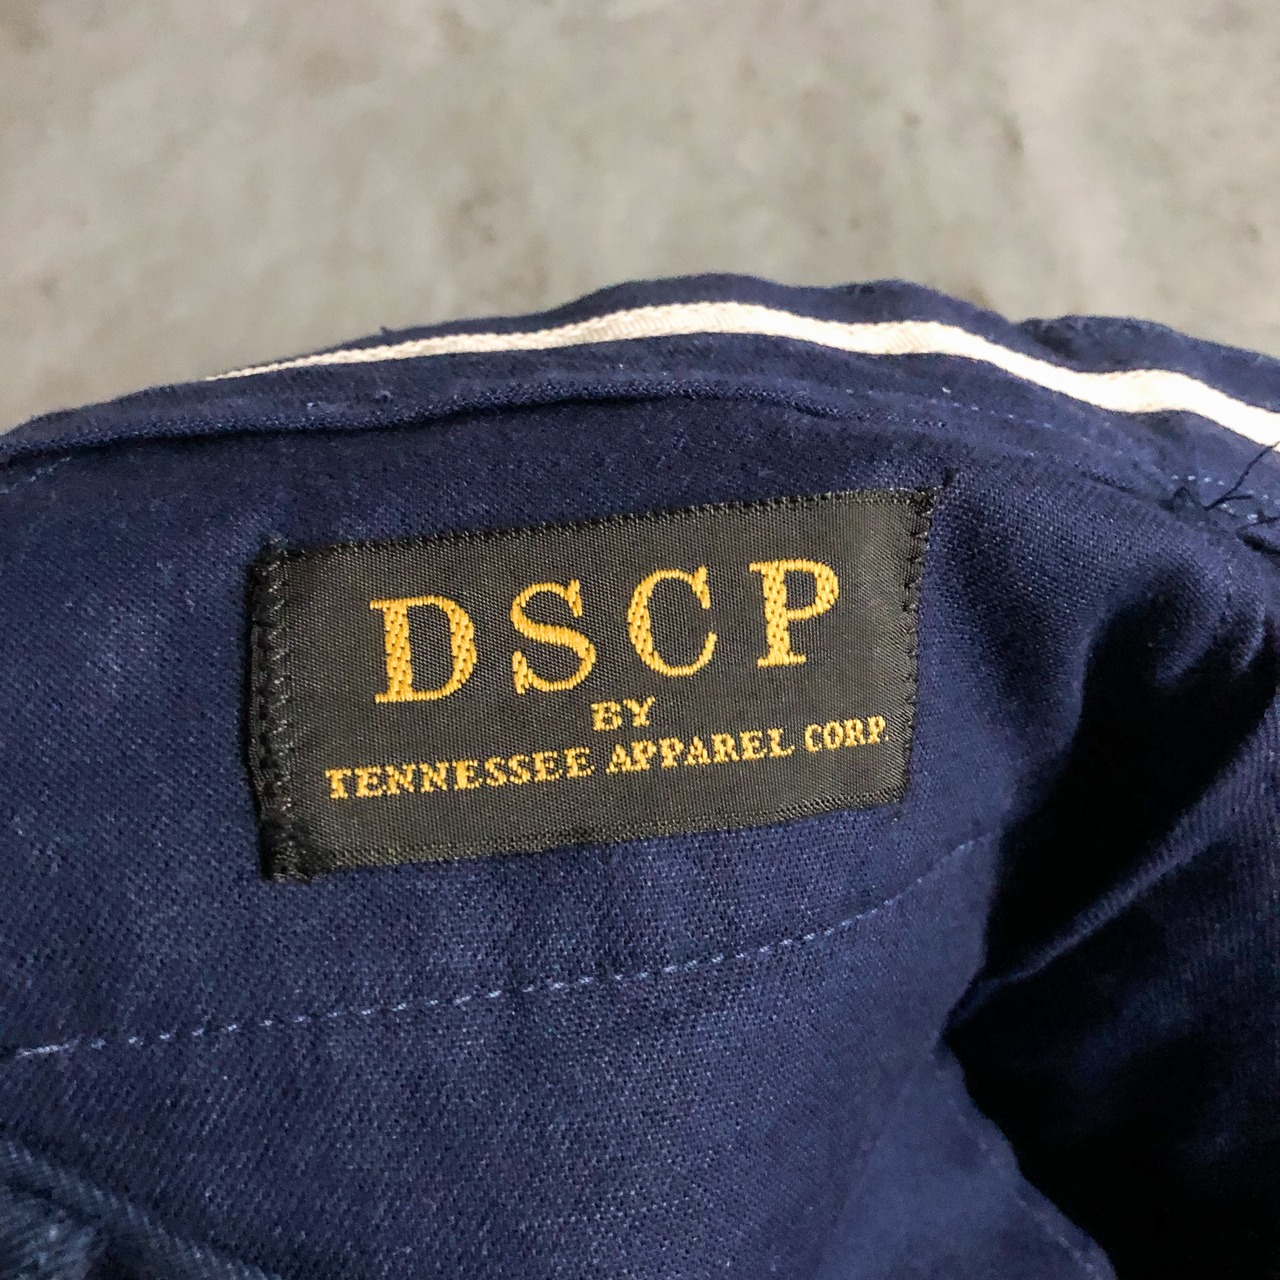 DSCP
BY
TENNESSEE APPAREL CORP.